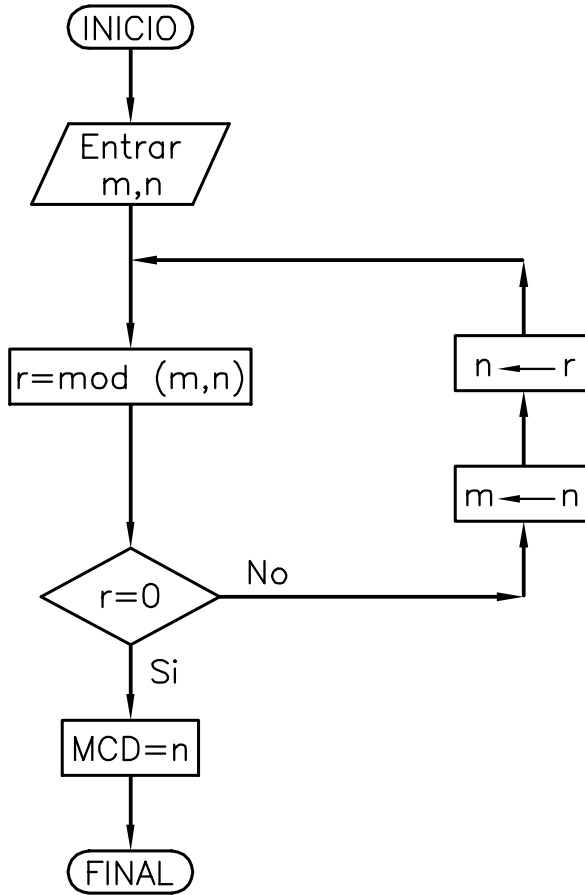 INICIO
Entrar
m,n
r=mod (m,n)
r=0
No
m ← n
n ← r
Si
MCD=n
FINAL